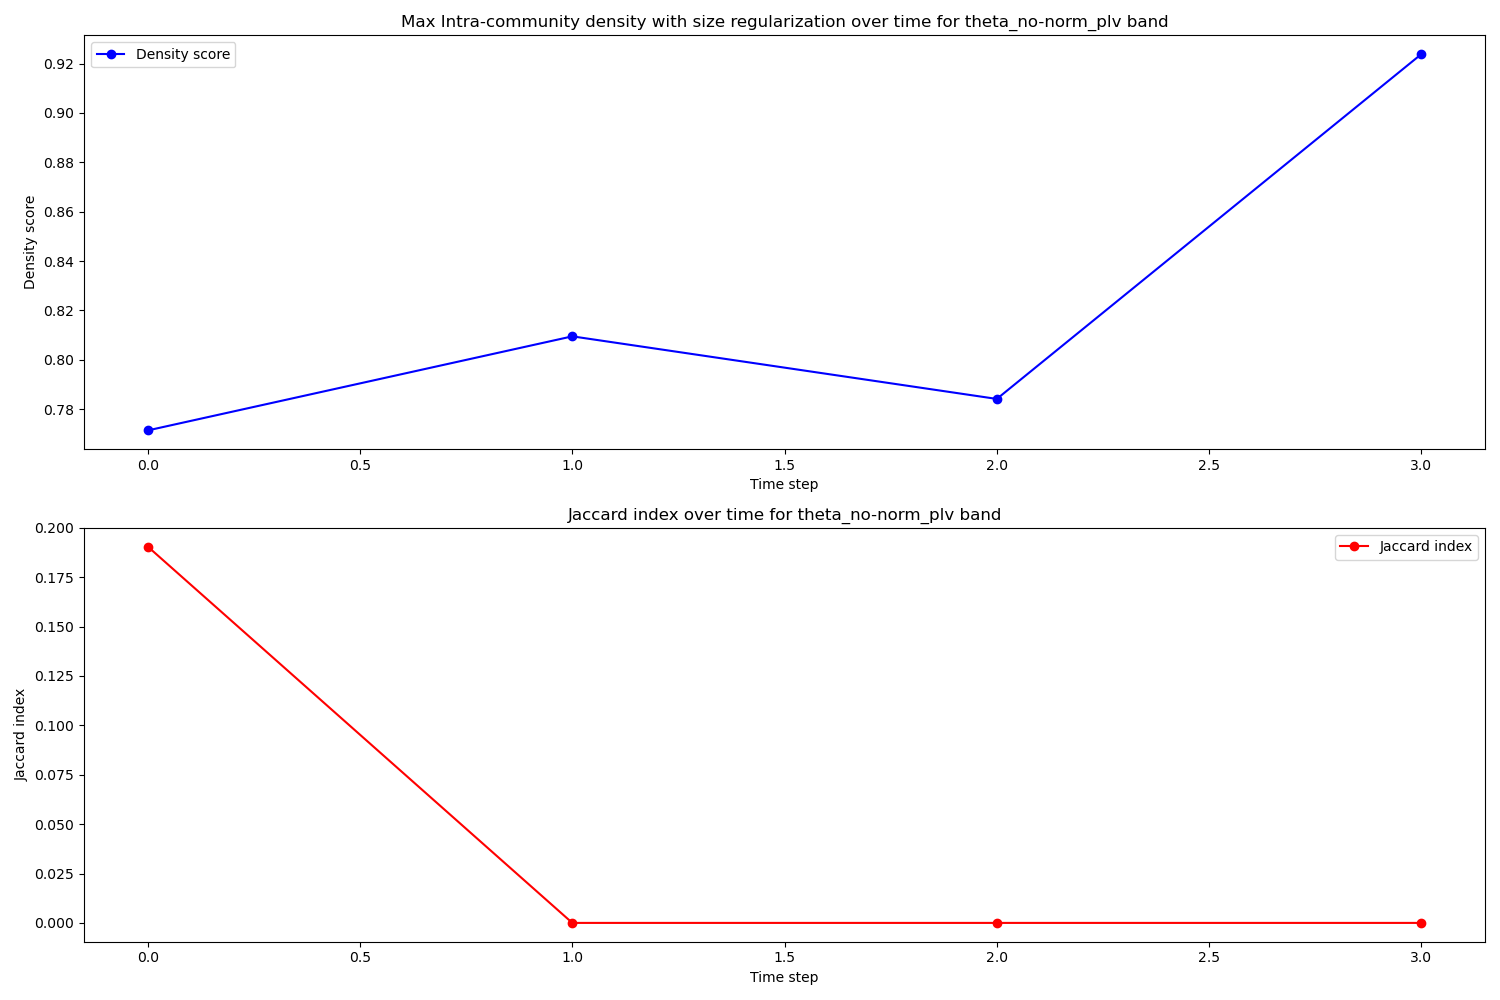 Max Intra-community density with size regularization over time for theta_no-norm_plv band
Density score
0.92
0.90
0.88
0.86
0.84
0.82
0.80
0.78
Density score
0.0 0.5 1.0 1.5 2.0 2.5 3.0
Time step
Jaccard index over time for theta_no-norm_plv band
Jaccard index
0.200
0.175
0.150
0.125
0.100
0.075
0.050
0.025
0.000
Jaccard index
0.0 0.5 1.0 1.5 2.0 2.5 3.0
Time step